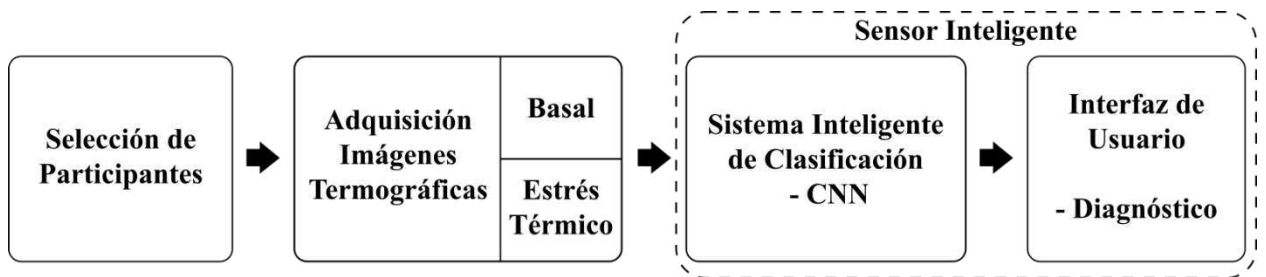 Sensor Inteligente
Selección de
Participantes
Adquisición
Imágenes
Termográficas
Basal
Estrés
Térmico
Sistema Inteligente
de Clasificación
- CNN
Interfaz de
Usuario
- Diagnóstico